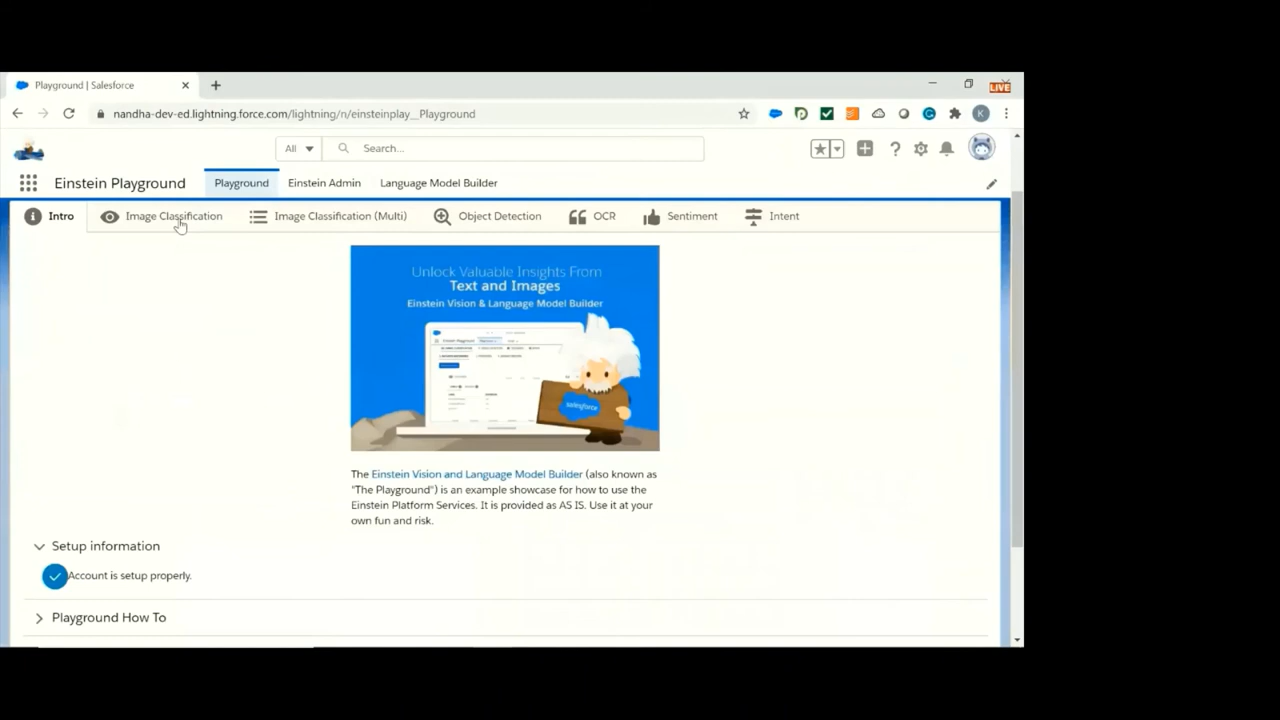 Playground | Salesforce
LIVE
nandha-dev-ed.lightning.force.com/lightning/n/einsteinplay__Playground
K
All
Search...
Einstein Playground
Playground
Einstein Admin
Language Model Builder
Intro
Image Classification
Image Classification (Multi)
Object Detection
OCR
Sentiment
Intent
Unlock Valuable Insights From
Text and Images
Einstein Vision & Language Model Builder
salesforce
The Einstein Vision and Language Model Builder (also known as
"The Playground") is an example showcase for how to use the
Einstein Platform Services. It is provided as AS IS. Use it at your
own fun and risk.
Setup information
Account is setup properly.
Playground How To